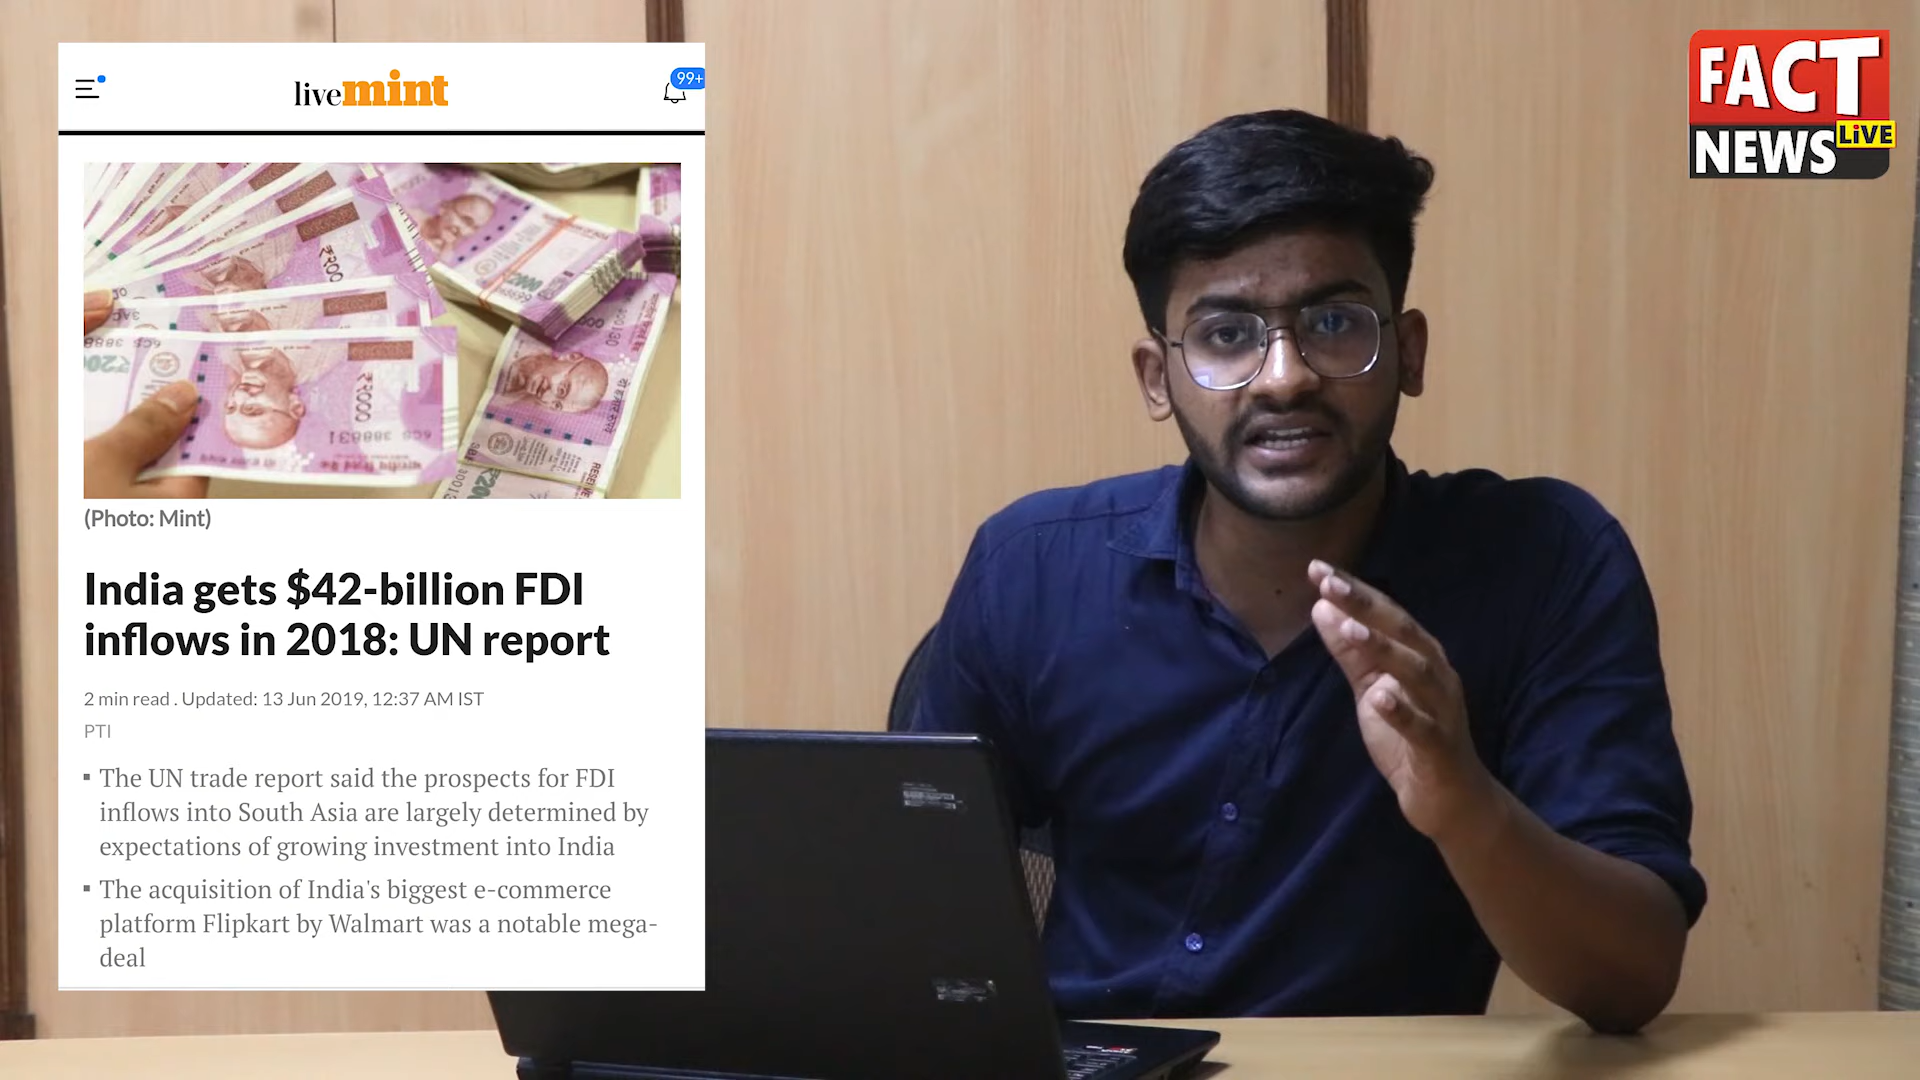 livemint
99+
(Photo: Mint)
India gets $42-billion FDI
inflows in 2018: UN report
2 min read . Updated: 13 Jun 2019, 12:37 AM IST
PTI
▪ The UN trade report said the prospects for FDI
inflows into South Asia are largely determined by
expectations of growing investment into India
▪ The acquisition of India's biggest e-commerce
platform Flipkart by Walmart was a notable mega-
deal
FACT
NEWS LiVE